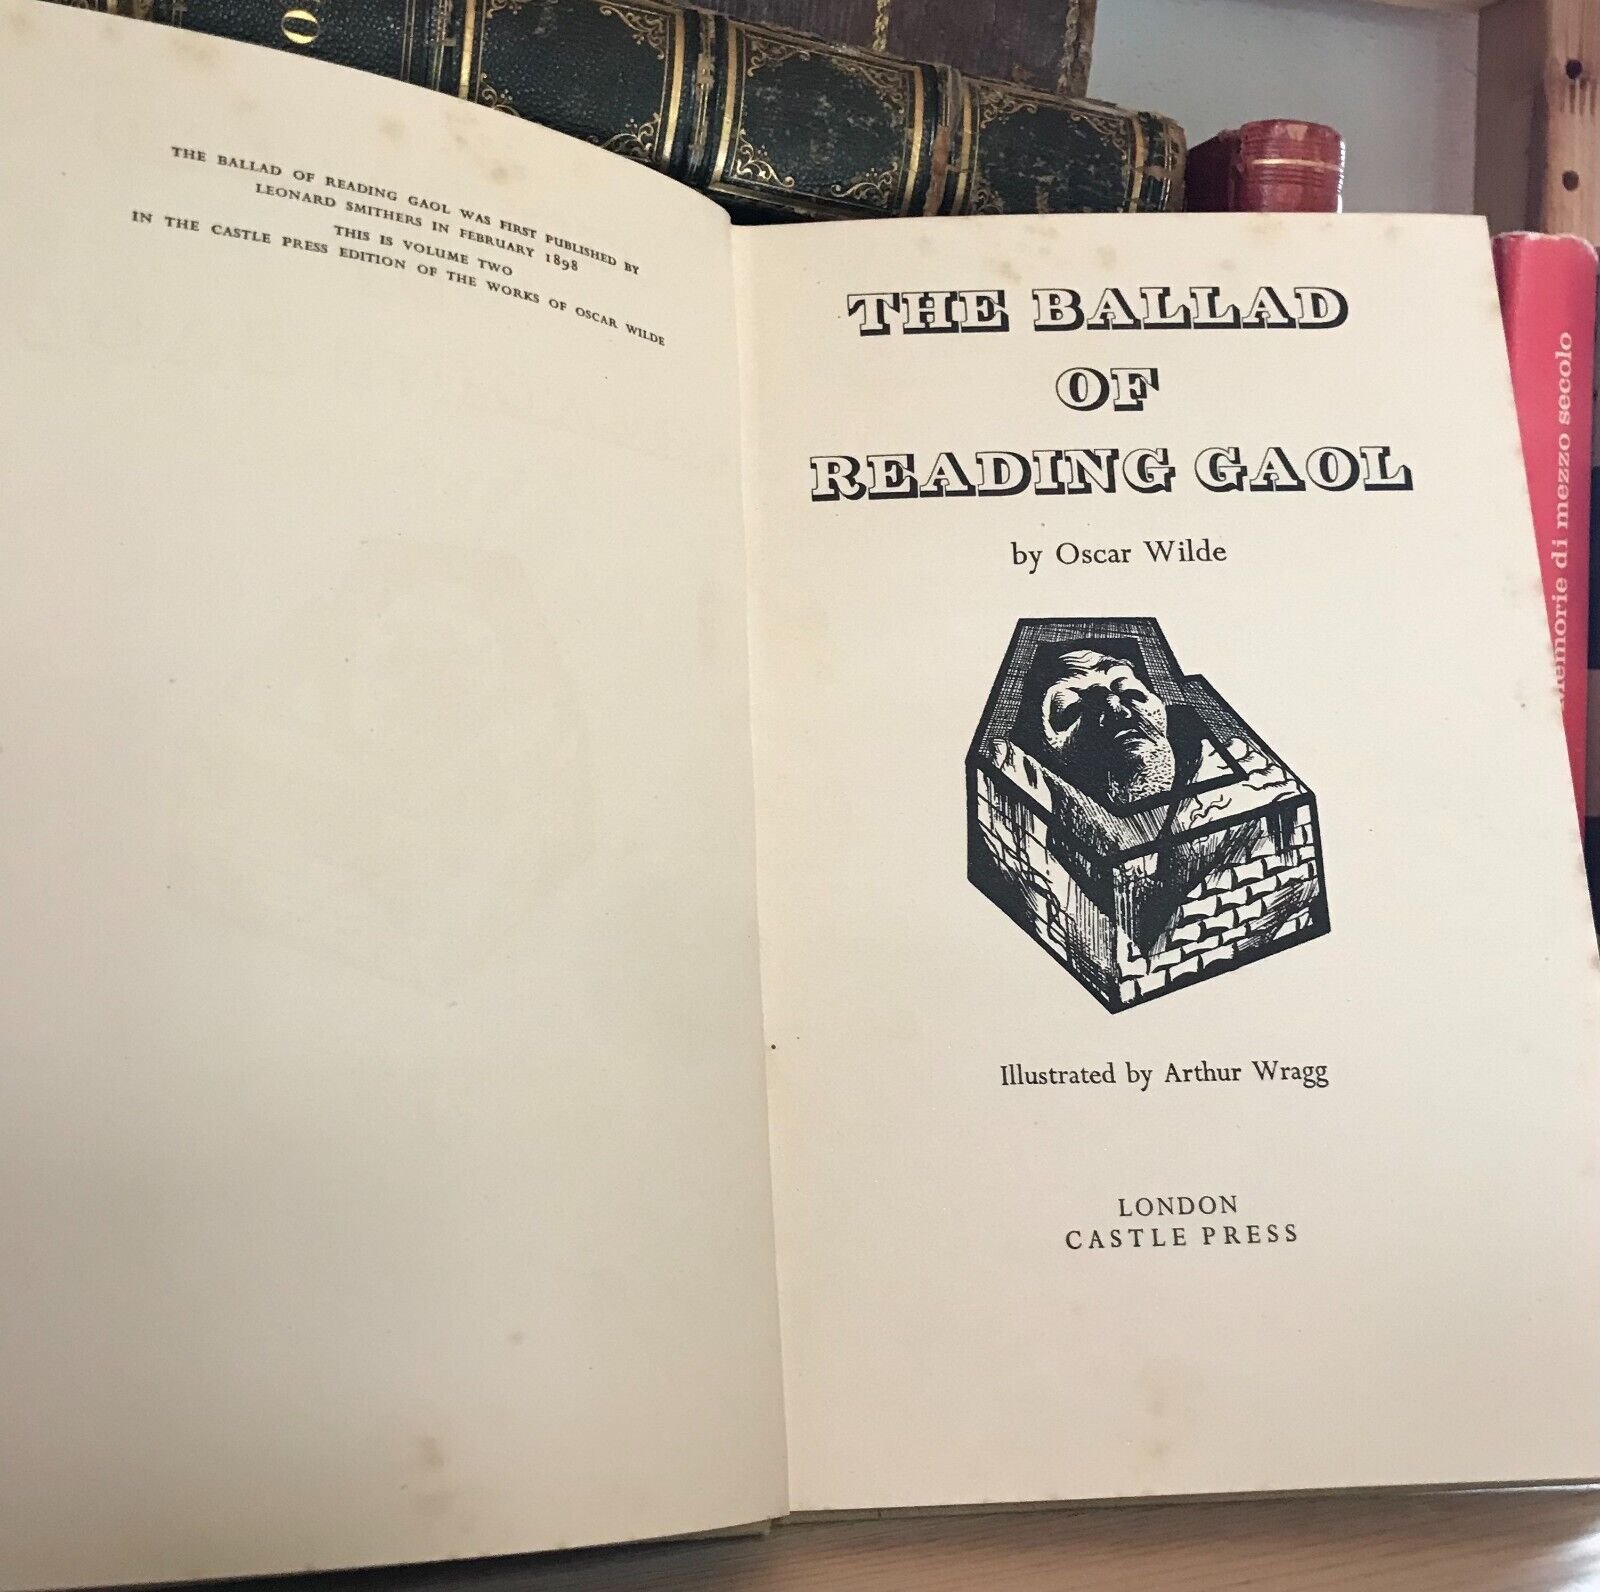 THE BALLAD OF READING GAOL WAS FIRST PUBLISHED BY
LEONARD SMITHERS IN FEBRUARY 1898
THIS IS VOLUME TWO
IN THE CASTLE PRESS EDITION OF THE WORKS OF OSCAR WILDE
THE BALLAD
OF
READING GAOL
by Oscar Wilde
Illustrated by Arthur Wragg
LONDON
CASTLE PRESS
Memorie di mezzo secolo